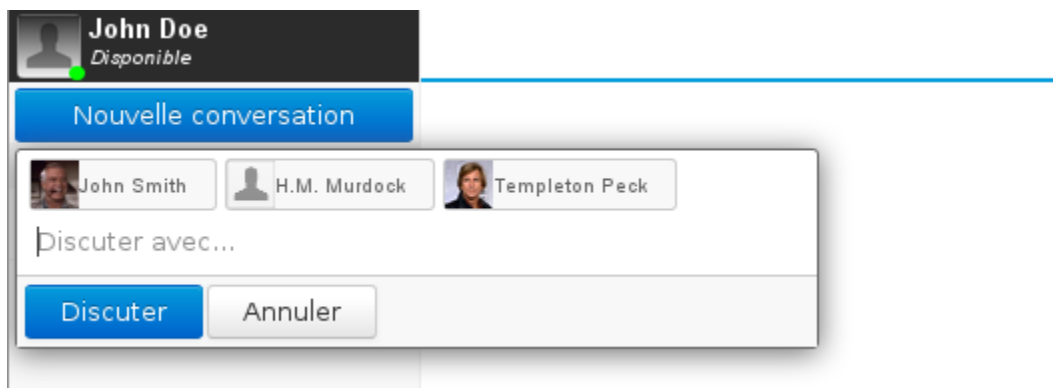 John Doe
Disponible
Nouvelle conversation
John Smith H.M. Murdock Templeton Peck
Discuter avec...
Discuter Annuler